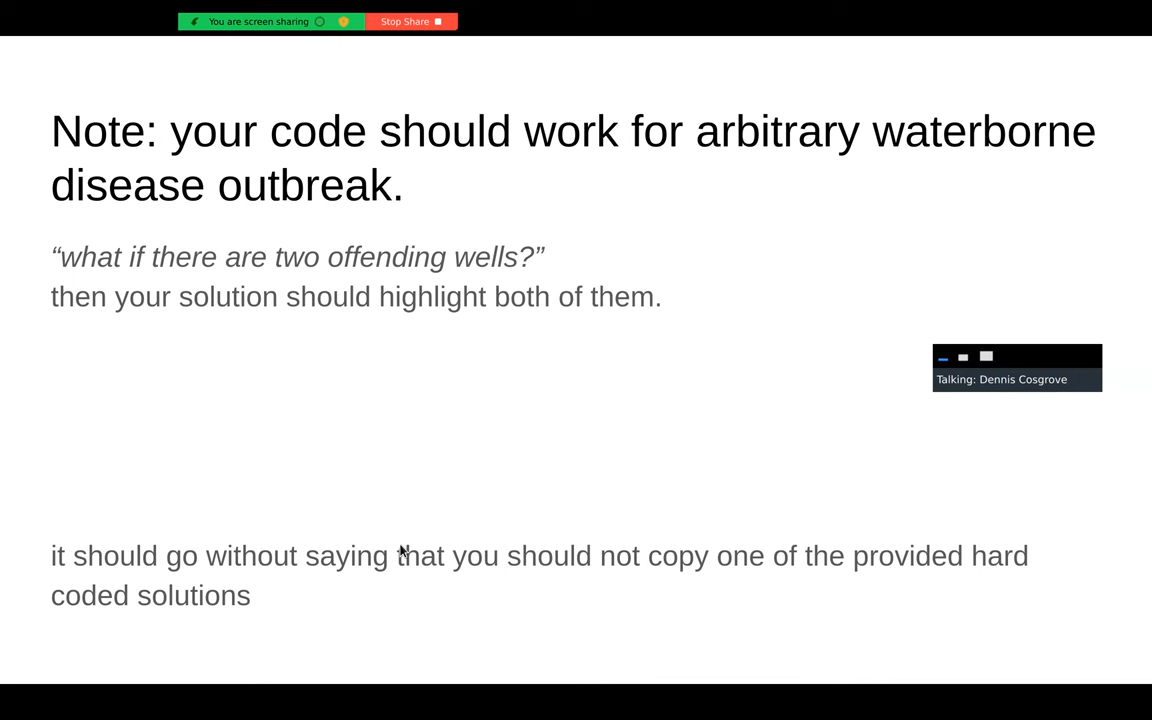 You are screen sharing
Stop Share
Note: your code should work for arbitrary waterborne
disease outbreak.
“what if there are two offending wells?”
then your solution should highlight both of them.
Talking: Dennis Cosgrove
it should go without saying that you should not copy one of the provided hard
coded solutions